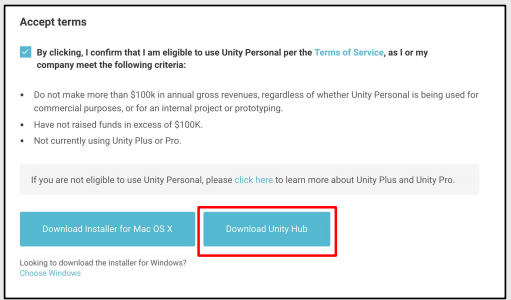 Accept terms
By clicking, I confirm that I am eligible to use Unity Personal per the Terms of Service, as I or my
company meet the following criteria:
• Do not make more than $100k in annual gross revenues, regardless of whether Unity Personal is being used for
commercial purposes, or for an internal project or prototyping.
• Have not raised funds in excess of $100K.
• Not currently using Unity Plus or Pro.
If you are not eligible to use Unity Personal, please click here to learn more about Unity Plus and Unity Pro.
Download Installer for Mac OS X Download Unity Hub
Looking to download the installer for Windows?
Choose Windows